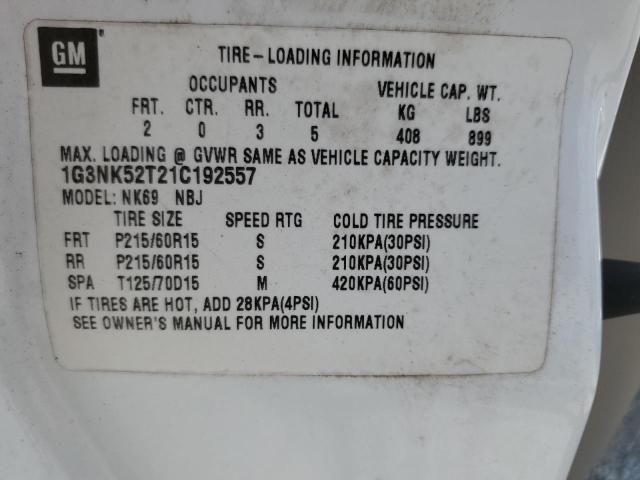 GM
TIRE-LOADING INFORMATION
OCCUPANTS VEHICLE CAP. WT.
FRT. CTR. RR. TOTAL KG LBS
2 0 3 5 408 899
MAX. LOADING @ GVWR SAME AS VEHICLE CAPACITY WEIGHT.
1G3NK52T21C192557
MODEL: NK69 NBJ
TIRE SIZE SPEED RTG COLD TIRE PRESSURE
FRT P215/60R15 S 210KPA(30PSI)
RR P215/60R15 S 210KPA(30PSI)
SPA T125/70D15 M 420KPA(60PSI)
IF TIRES ARE HOT, ADD 28KPA(4PSI)
SEE OWNER'S MANUAL FOR MORE INFORMATION